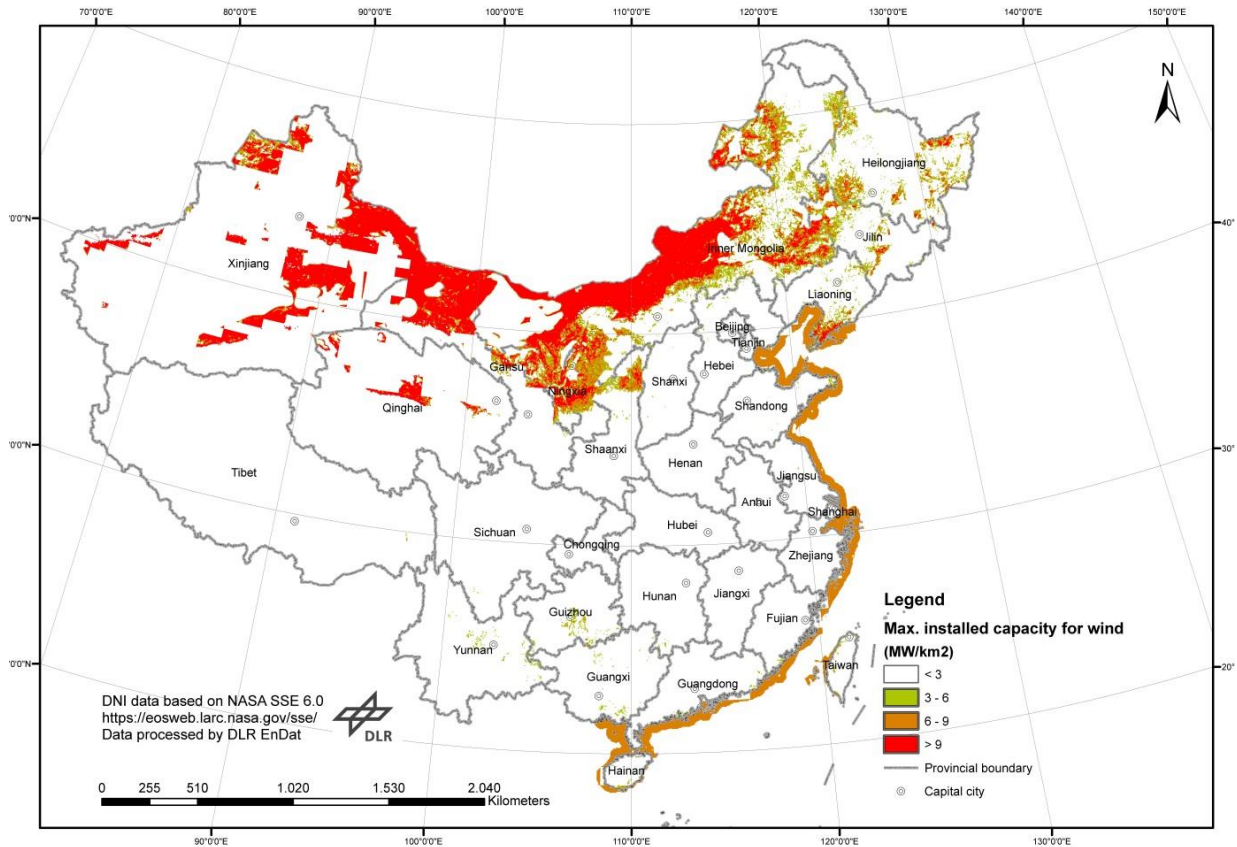 70°0'0"E 80°0'0"E 90°0'0"E 100°0'0"E 110°0'0"E 120°0'0"E 130°0'0"E 140°0'0"E 150°0'0"E
N
Heilongjiang
0'0"N
40°
Jilin
Inner Mongolia
Xinjiang
Liaoning
Beijing
Tianjin
Gansu
Hebei
Shanxi
Ningxia
Qinghai
Shandong
0'0"N
30°
Shaanxi
Henan
Jiangsu
Tibet
Anhui
Shanghai
Sichuan
Hubei
Chongqing
Zhejiang
Hunan
Jiangxi
Guizhou
Fujian
Yunnan
0'0"N
20°
Taiwan
Guangxi
Guangdong
Hainan
Legend
Max. installed capacity for wind
(MW/km2)
< 3
3 - 6
6 - 9
> 9
Provincial boundary
Capital city
DNI data based on NASA SSE 6.0
https://eosweb.larc.nasa.gov/sse/
Data processed by DLR EnDat
DLR
0 255 510 1.020 1.530 2.040
Kilometers
90°0'0"E 100°0'0"E 110°0'0"E 120°0'0"E 130°0'0"E